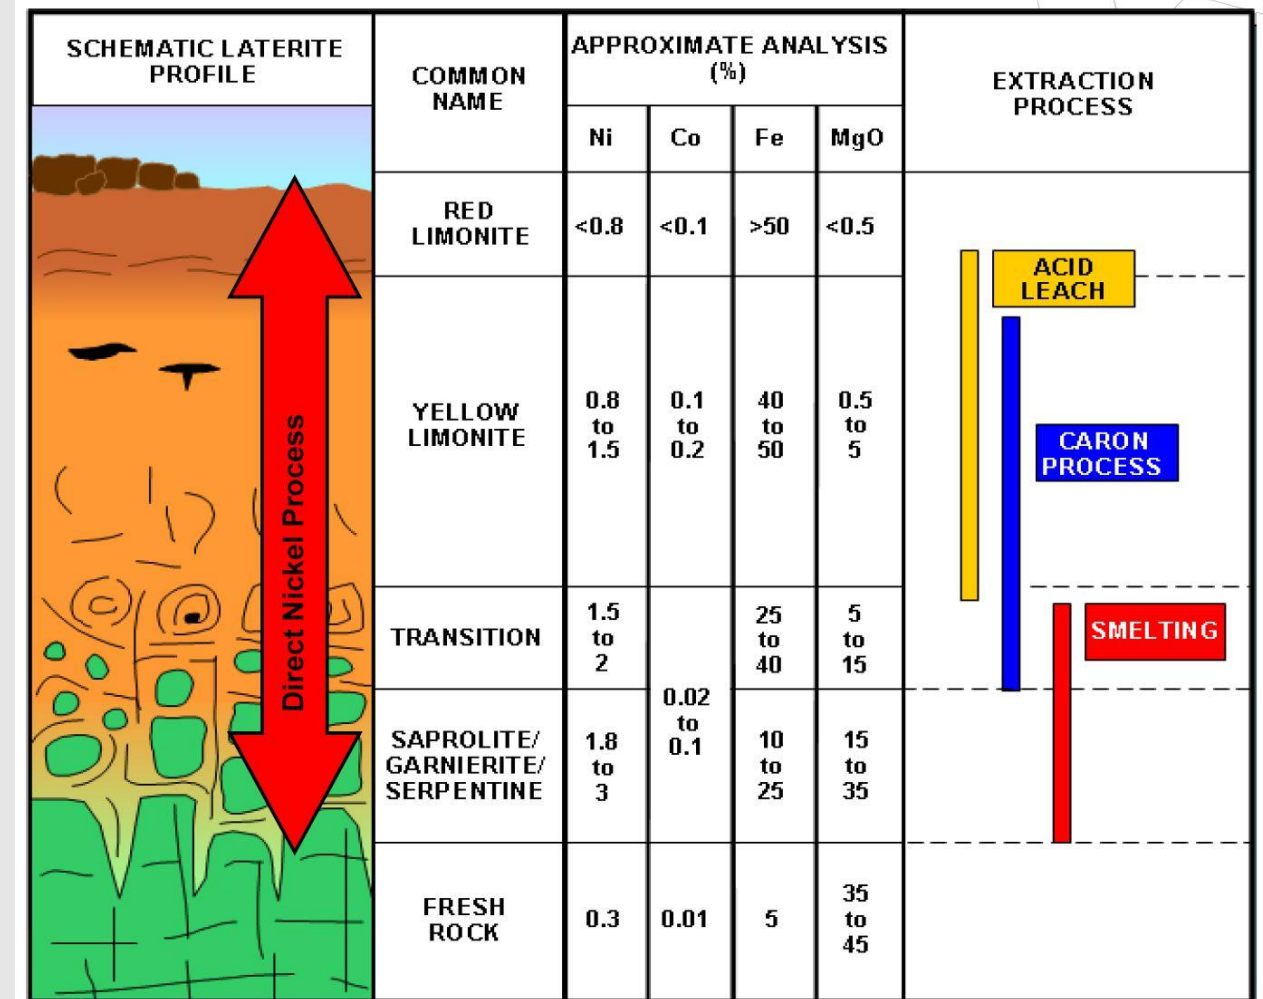 SCHEMATIC LATERITE
PROFILE
COMMON
NAME
APPROXIMATE ANALYSIS
(%)
Ni
Co
Fe
MgO
EXTRACTION
PROCESS
RED
LIMONITE
<0.8
<0.1
>50
<0.5
ACID
LEACH
YELLOW
LIMONITE
0.8
to
1.5
0.1
to
0.2
40
to
50
0.5
to
5
CARON
PROCESS
Direct Nickel Process
TRANSITION
1.5
to
2
25
to
40
5
to
15
SMELTING
0.02
to
0.1
SAPROLITE/
GARNIERITE/
SERPENTINE
1.8
to
3
10
to
25
15
to
35
FRESH
ROCK
0.3
0.01
5
35
to
45